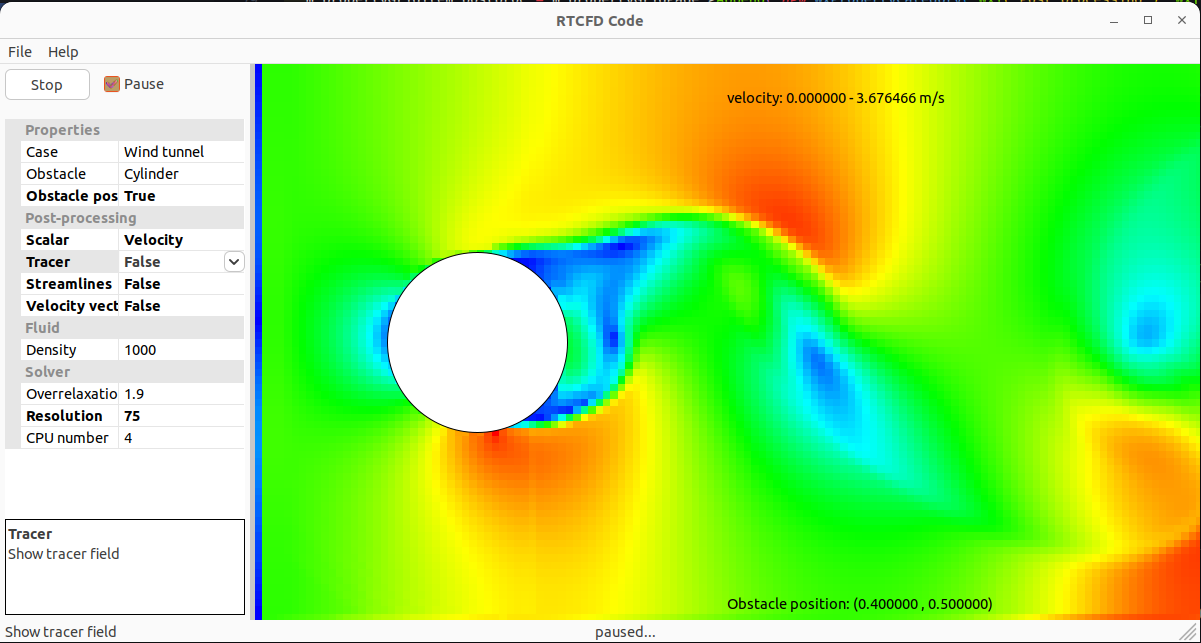 RTCFD Code
File Help
Stop Pause
velocity: 0.000000 - 3.676466 m/s
Properties
Case Wind tunnel
Obstacle Cylinder
Obstacle pos True
Post-processing
Scalar Velocity
Tracer False
Streamlines False
Velocity vect False
Fluid
Density 1000
Solver
Overrelaxatio 1.9
Resolution 75
CPU number 4
Tracer
Show tracer field
Obstacle position: (0.400000 , 0.500000)
Show tracer field paused...